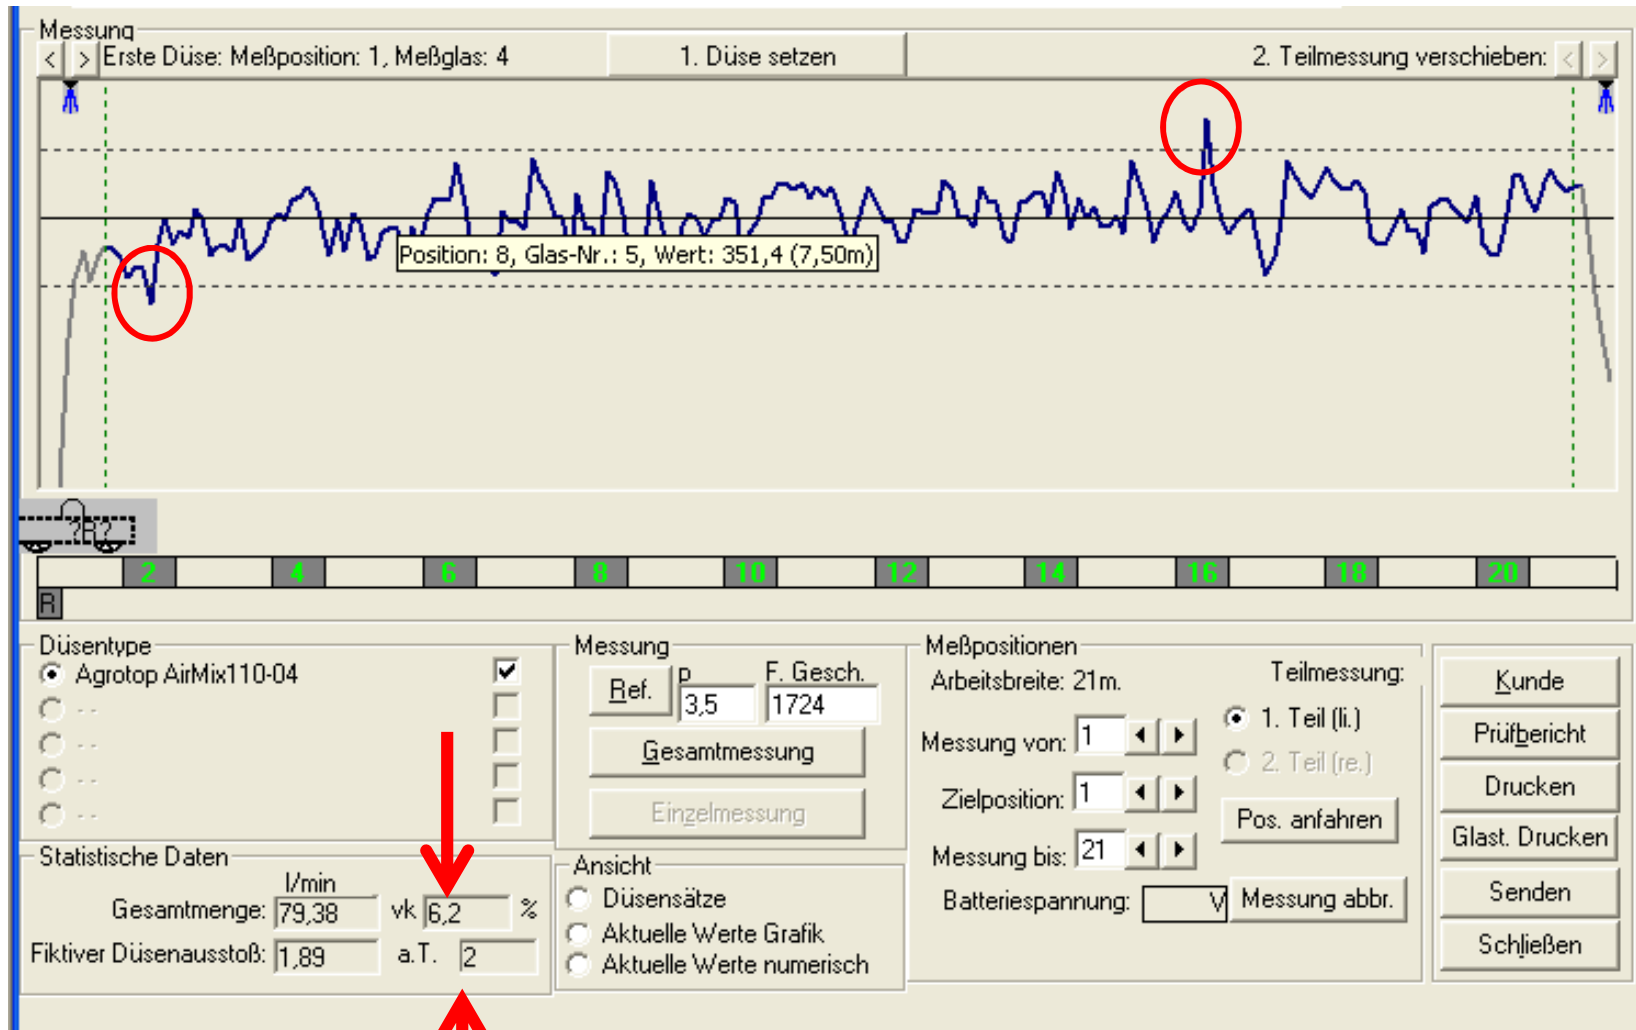 Messung
< > Erste Düse: Meßposition: 1, Meßglas: 4 1. Düse setzen 2. Teilmessung verschieben: < >
Position: 8, Glas-Nr.: 5, Wert: 351,4 (7,50m)
?R?
2 4 6 8 10 12 14 16 18 20
R
Düsentype
Agrotop AirMix110-04
- -
- -
- -
- -
Statistische Daten
l/min
Gesamtmenge: 79,38 vk 6,2 %
Fiktiver Düsenausstoß: 1,89 a.T. 2
Messung
Ref. p F. Gesch.
3,5 1724
Gesamtmessung
Einzelmessung
Ansicht
Düsensätze
Aktuelle Werte Grafik
Aktuelle Werte numerisch
Meßpositionen
Arbeitsbreite: 21m. Teilmessung:
Messung von: 1 1. Teil (li.)
2. Teil (re.)
Zielposition: 1 Pos. anfahren
Messung bis: 21
Batteriespannung: V Messung abbr.
Kunde
Prüfbericht
Drucken
Glast. Drucken
Senden
Schließen